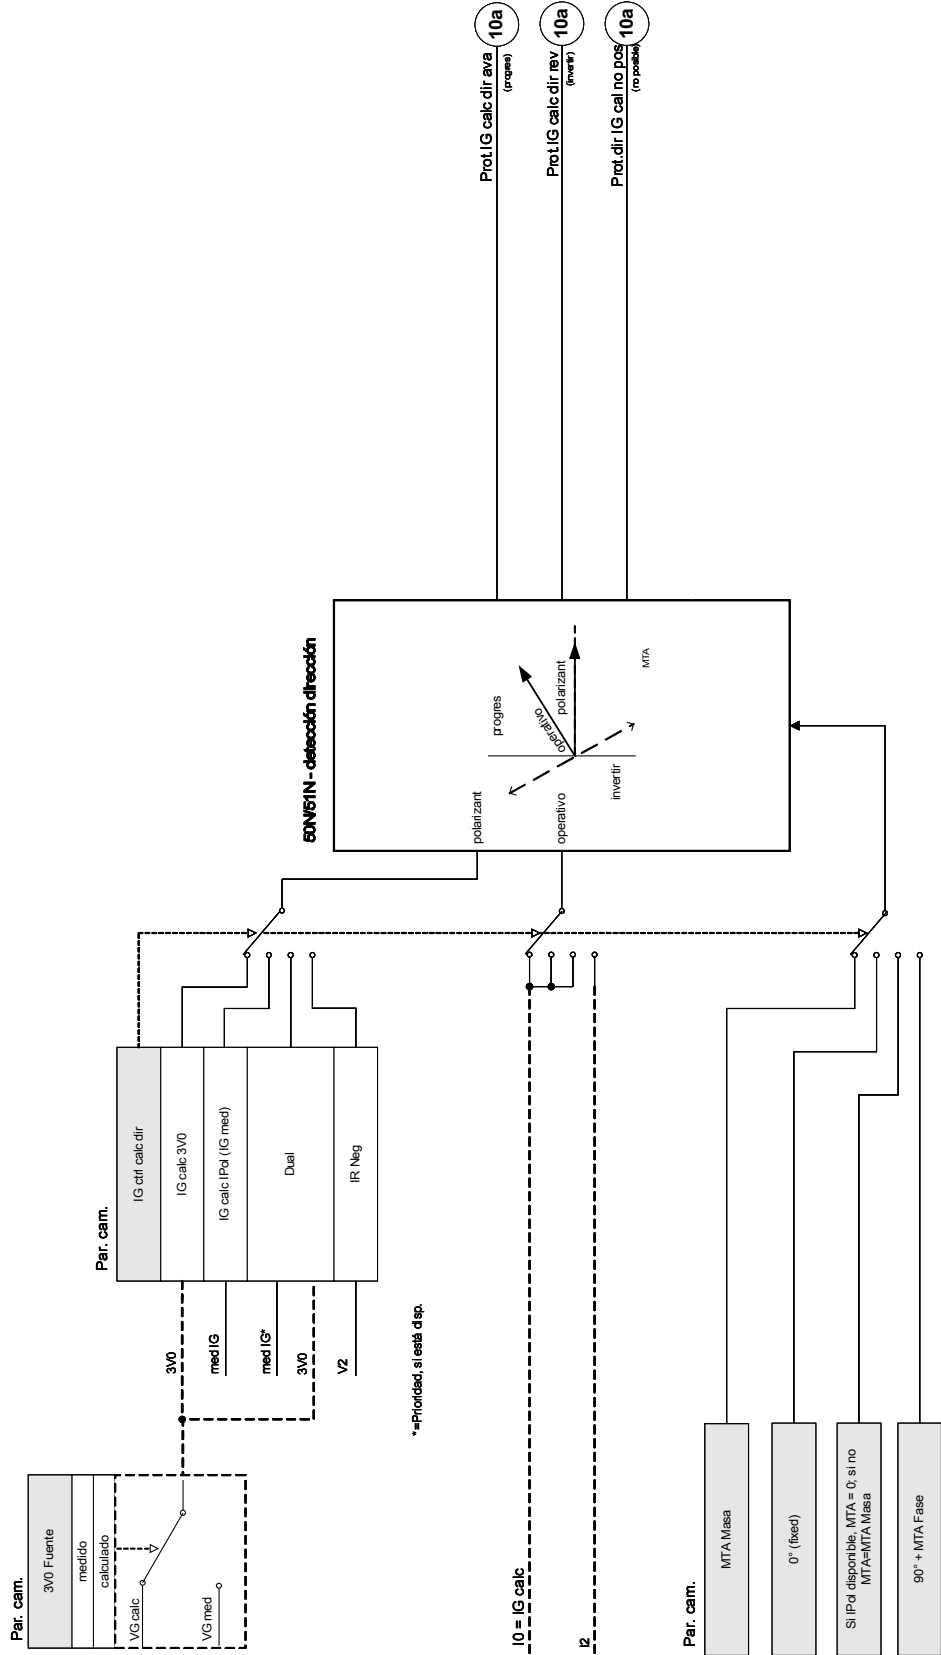 Par. cam.
3V0 Fuente
medido
calculado
VG calc
VG med
Par. cam.
IG ctrl calc dir
IG calc 3V0
IG calc IPol (IG med)
Dual
IR Neg
3V0
med IG
med IG*
3V0
V2
*=Prioridad, si está disp.
I0 = IG calc
I2
Par. cam.
MTA Masa
0° (fixed)
Si IPol disponible, MTA = 0; si no
MTA=MTA Masa
90° + MTA Fase
50N/51N - detección dirección
polarizant
operativo
progres
invertir
operativo
polarizant
MTA
Prot.IG calc dir ava
(progres)
10a
Prot IG calc dir rev
(invertir)
10a
Prot.dir IG cal no pos
(no posible)
10a